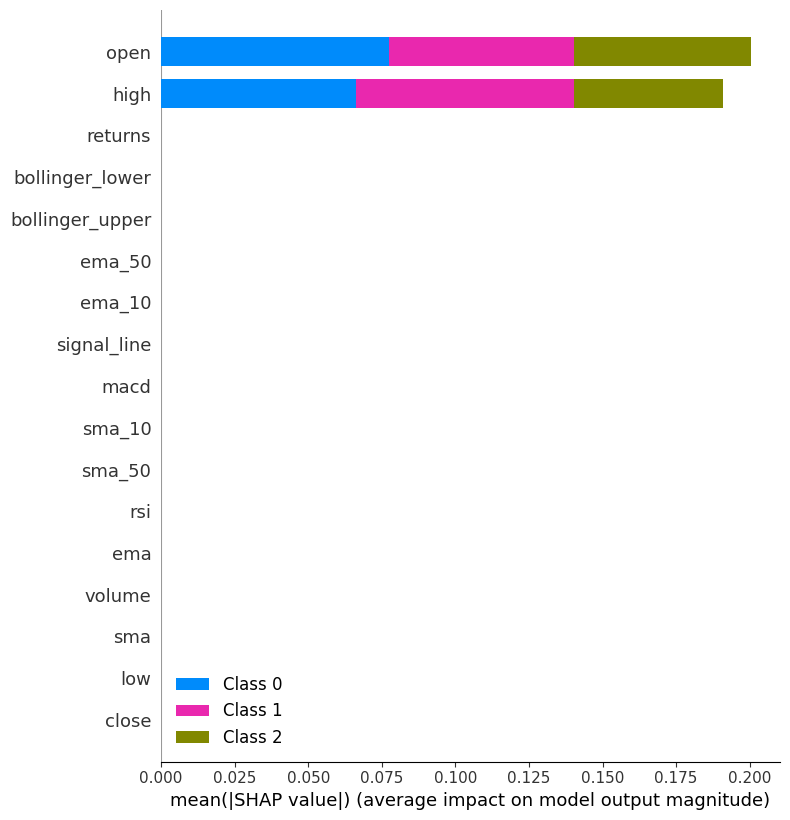 open
high
returns
bollinger_lower
bollinger_upper
ema_50
ema_10
signal_line
macd
sma_10
sma_50
rsi
ema
volume
sma
low
close
Class 0
Class 1
Class 2
0.000 0.025 0.050 0.075 0.100 0.125 0.150 0.175 0.200
mean(|SHAP value|) (average impact on model output magnitude)